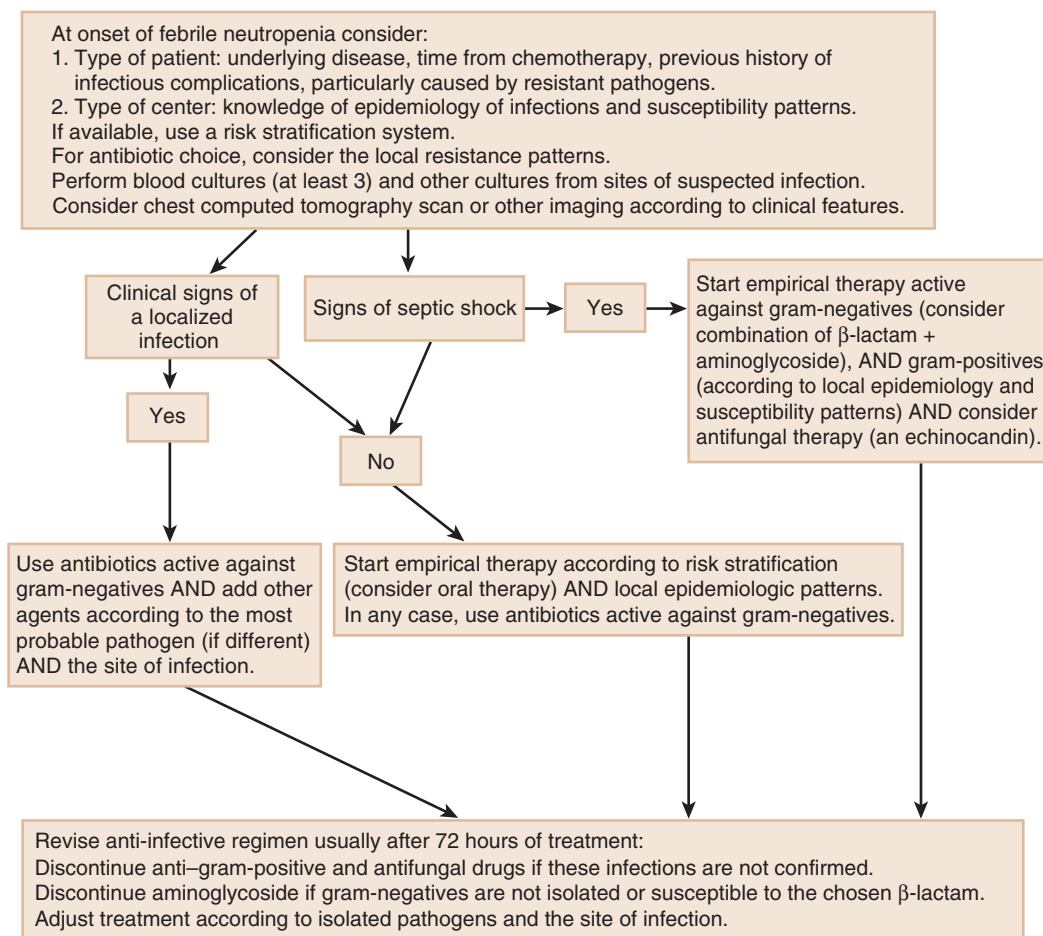 At onset of febrile neutropenia consider:
1. Type of patient: underlying disease, time from chemotherapy, previous history of
infectious complications, particularly caused by resistant pathogens.
2. Type of center: knowledge of epidemiology of infections and susceptibility patterns.
If available, use a risk stratification system.
For antibiotic choice, consider the local resistance patterns.
Perform blood cultures (at least 3) and other cultures from sites of suspected infection.
Consider chest computed tomography scan or other imaging according to clinical features.
Clinical signs of
a localized
infection
Signs of septic shock
Yes
Start empirical therapy active
against gram-negatives (consider
combination of β-lactam +
aminoglycoside), AND gram-positives
(according to local epidemiology and
susceptibility patterns) AND consider
antifungal therapy (an echinocandin).
Yes
No
Use antibiotics active against
gram-negatives AND add other
agents according to the most
probable pathogen (if different)
AND the site of infection.
Start empirical therapy according to risk stratification
(consider oral therapy) AND local epidemiologic patterns.
In any case, use antibiotics active against gram-negatives.
Revise anti-infective regimen usually after 72 hours of treatment:
Discontinue anti–gram-positive and antifungal drugs if these infections are not confirmed.
Discontinue aminoglycoside if gram-negatives are not isolated or susceptible to the chosen β-lactam.
Adjust treatment according to isolated pathogens and the site of infection.